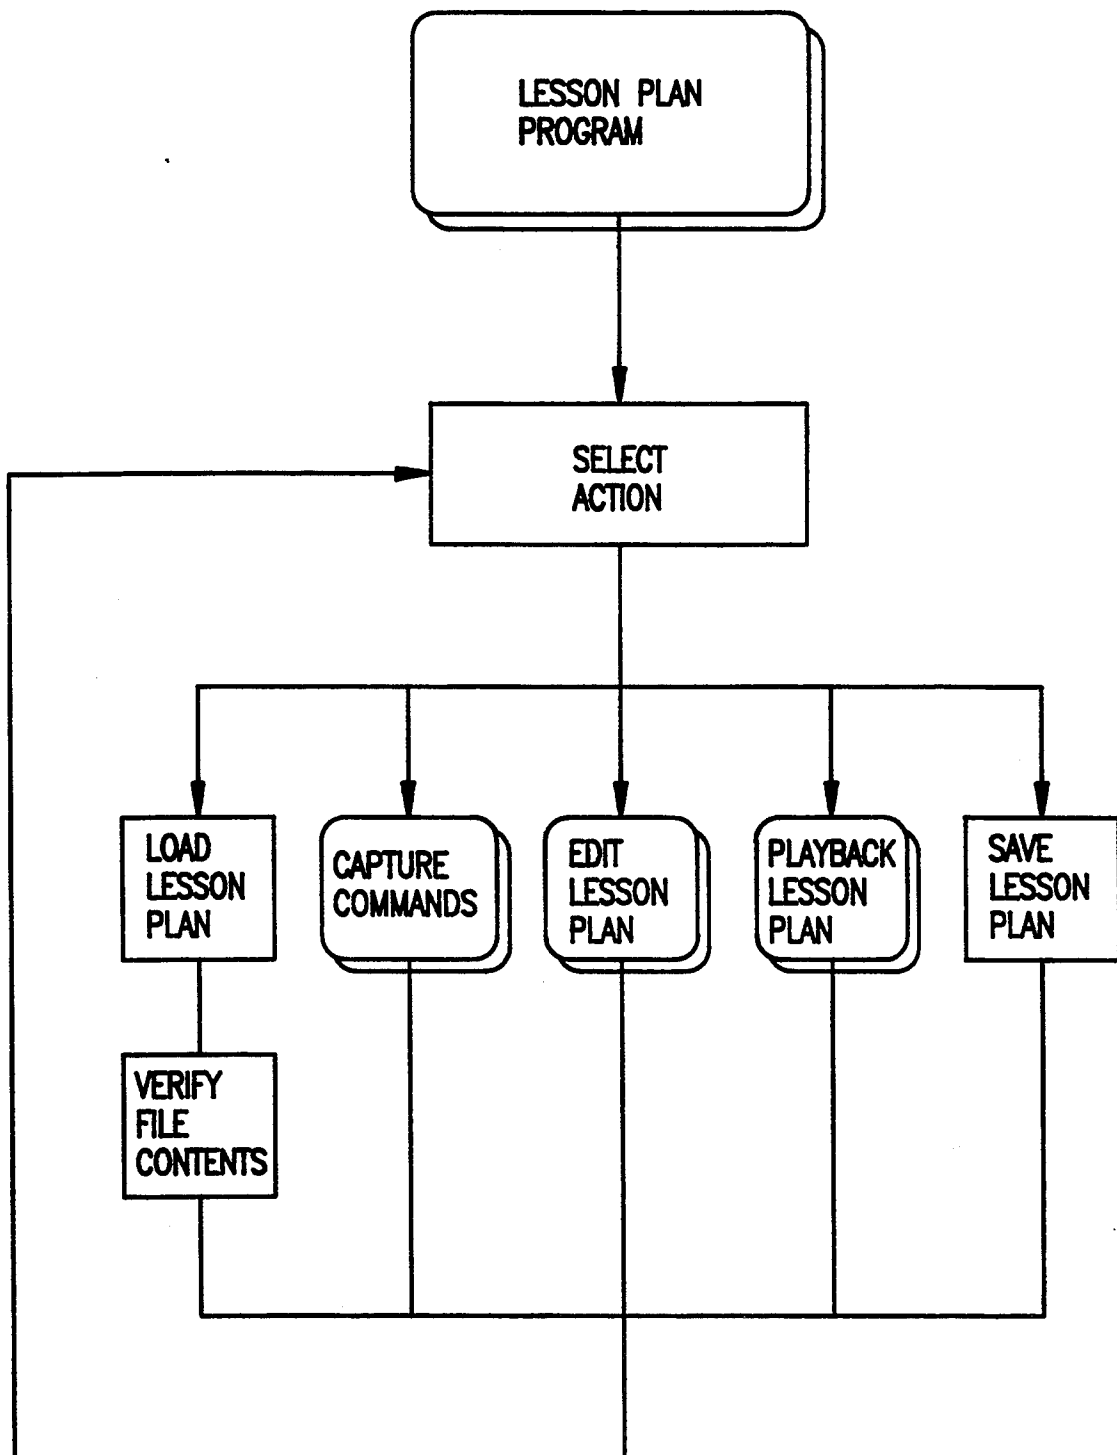 LESSON PLAN
PROGRAM
SELECT
ACTION
LOAD
LESSON
PLAN
CAPTURE
COMMANDS
EDIT
LESSON
PLAN
PLAYBACK
LESSON
PLAN
SAVE
LESSON
PLAN
VERIFY
FILE
CONTENTS